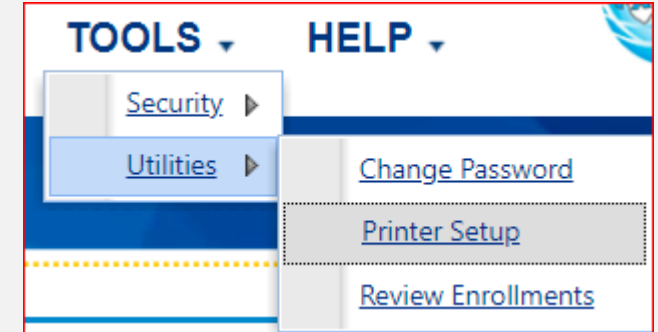 TOOLS HELP
Security
Utilities
Change Password
Printer Setup
Review Enrollments